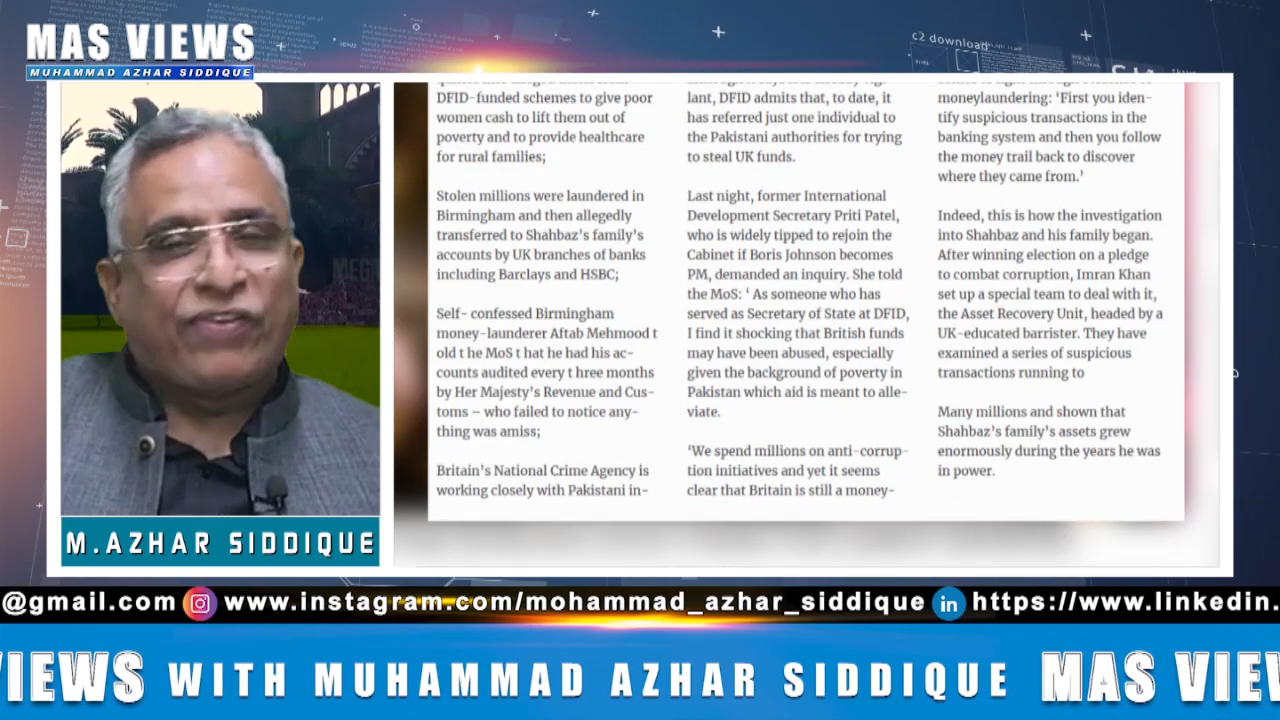 MAS VIEWS
MUHAMMAD AZHAR SIDDIQUE
c2 download
DFID-funded schemes to give poor
women cash to lift them out of
poverty and to provide healthcare
for rural families;
Stolen millions were laundered in
Birmingham and then allegedly
transferred to Shahbaz's family's
accounts by UK branches of banks
including Barclays and HSBC;
Self- confessed Birmingham
money-launderer Aftab Mehmood t
old t he MoS t hat he had his ac-
counts audited every t hree months
by Her Majesty's Revenue and Cus-
toms – who failed to notice any-
thing was amiss;
Britain's National Crime Agency is
working closely with Pakistani in-
lant, DFID admits that, to date, it
has referred just one individual to
the Pakistani authorities for trying
to steal UK funds.
Last night, former International
Development Secretary Priti Patel,
who is widely tipped to rejoin the
Cabinet if Boris Johnson becomes
PM, demanded an inquiry. She told
the MoS: ' As someone who has
served as Secretary of State at DFID,
I find it shocking that British funds
may have been abused, especially
given the background of poverty in
Pakistan which aid is meant to alle-
viate.
'We spend millions on anti-corrup-
tion initiatives and yet it seems
clear that Britain is still a money-
moneylaundering: 'First you iden-
tify suspicious transactions in the
banking system and then you follow
the money trail back to discover
where they came from.'
Indeed, this is how the investigation
into Shahbaz and his family began.
After winning election on a pledge
to combat corruption, Imran Khan
set up a special team to deal with it,
the Asset Recovery Unit, headed by a
UK-educated barrister. They have
examined a series of suspicious
transactions running to
Many millions and shown that
Shahbaz's family's assets grew
enormously during the years he was
in power.
M.AZHAR SIDDIQUE
@gmail.com www.instagram.com/mohammad_azhar_siddique https://www.linkedin.
VIEWS WITH MUHAMMAD AZHAR SIDDIQUE MAS VIEW